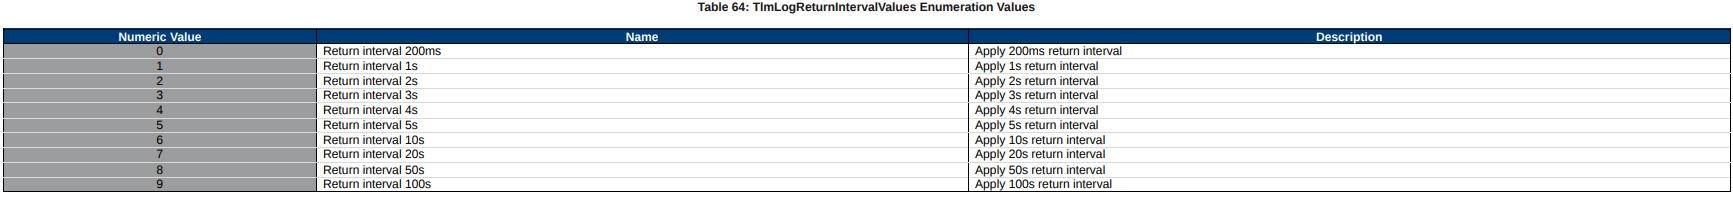 Table 64: TlmLogReturnIntervalValues Enumeration Values
Numeric Value Name Description
0 Return interval 200ms Apply 200ms return interval
1 Return interval 1s Apply 1s return interval
2 Return interval 2s Apply 2s return interval
3 Return interval 3s Apply 3s return interval
4 Return interval 4s Apply 4s return interval
5 Return interval 5s Apply 5s return interval
6 Return interval 10s Apply 10s return interval
7 Return interval 20s Apply 20s return interval
8 Return interval 50s Apply 50s return interval
9 Return interval 100s Apply 100s return interval